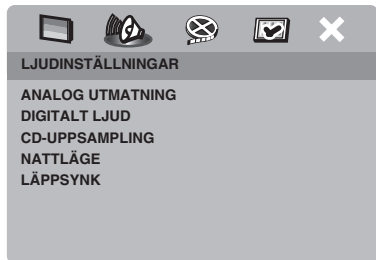 LJUDINSTÄLLNINGAR
ANALOG UTMATNING
DIGITALT LJUD
CD-UPPSAMPLING
NATTLÄGE
LÄPPSYNK